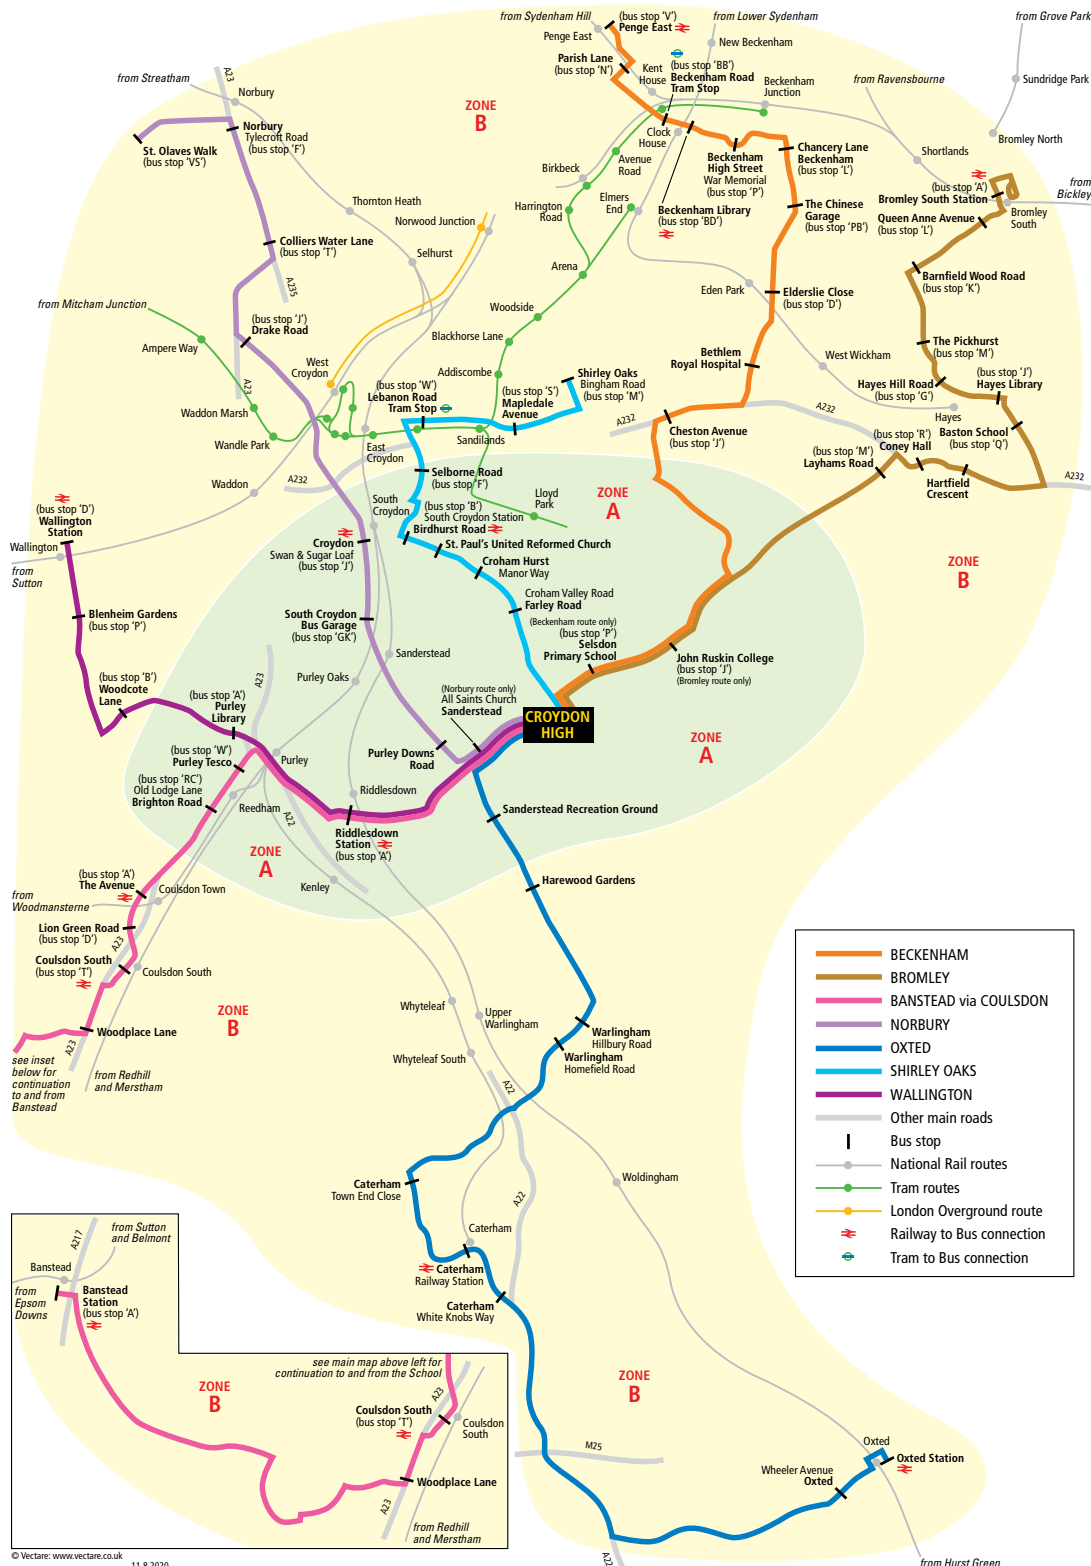 from Sydenham Hill
(bus stop ‘V’)
Penge East
from Lower Sydenham
from Grove Park
Penge East
New Beckenham
Parish Lane
(bus stop ‘N’)
Kent
House
(bus stop ‘BB’)
Beckenham Road
Tram Stop
Beckenham
Junction
from Ravensbourne
Sundridge Park
from Streatham
A23
Norbury
ZONE
B
Norbury
Tylecroft Road
(bus stop ‘F’)
St. Olaves Walk
(bus stop ‘VS’)
Clock
House
Bromley North
Avenue
Road
Birkbeck
Beckenham
High Street
War Memorial
(bus stop ‘P’)
Chancery Lane
Beckenham
(bus stop ‘L’)
Shortlands
from
Bickley
(bus stop ‘A’)
Bromley South Station
Bromley
South
Thornton Heath
Norwood Junction
Harrington
Road
Elmers
End
Beckenham Library
(bus stop ‘BD’)
The Chinese
Garage
(bus stop ‘PB’)
Queen Anne Avenue
(bus stop ‘L’)
Colliers Water Lane
(bus stop ‘T’)
Selhurst
A235
Arena
Eden Park
Elderslie Close
(bus stop ‘D’)
Barnfield Wood Road
(bus stop ‘K’)
from Mitcham Junction
(bus stop ‘J’)
Drake Road
Woodside
Ampere Way
Blackhorse Lane
The Pickhurst
(bus stop ‘M’)
West
Croydon
Bethlem
Royal Hospital
West Wickham
(bus stop ‘J’)
Hayes Library
Hayes Hill Road
(bus stop ‘G’)
Addiscombe
Shirley Oaks
Bingham Road
(bus stop ‘M’)
A23
(bus stop ‘W’)
Lebanon Road
Tram Stop
(bus stop ‘S’)
Mapledale
Avenue
Waddon Marsh
A232
A232
Hayes
Wandle Park
Sandilands
East
Croydon
Cheston Avenue
(bus stop ‘J’)
(bus stop ‘R’)
Coney Hall
Baston School
(bus stop ‘Q’)
(bus stop ‘M’)
Layhams Road
Hartfield
Crescent
A232
Waddon
A232
Selborne Road
(bus stop ‘F’)
South
Croydon
Lloyd
Park
ZONE
A
(bus stop ‘B’)
South Croydon Station
Birdhurst Road
(bus stop ‘D’)
Wallington
Station
Wallington
from
Sutton
Croydon
Swan & Sugar Loaf
(bus stop ‘J’)
St. Paul’s United Reformed Church
Croham Hurst
Manor Way
ZONE
B
Croham Valley Road
Farley Road
Blenheim Gardens
(bus stop ‘P’)
South Croydon
Bus Garage
(bus stop ‘GK’)
(Beckenham route only)
(bus stop ‘P’)
Selsdon
Primary School
John Ruskin College
(bus stop ‘J’)
(Bromley route only)
Sanderstead
A23
Purley Oaks
(bus stop ‘B’)
Woodcote
Lane
(bus stop ‘A’)
Purley
Library
(Norbury route only)
All Saints Church
Sanderstead
CROYDON
HIGH
ZONE
A
(bus stop ‘W’)
Purley Tesco
Purley
Purley Downs
Road
(bus stop ‘RC’)
Old Lodge Lane
Brighton Road
Reedham
A22
Riddlesdown
Riddlesdown
Station
(bus stop ‘A’)
Sanderstead Recreation Ground
ZONE
A
Kenley
Harewood Gardens
(bus stop ‘A’)
The Avenue
from
Woodmansterne
Coulsdon Town
Lion Green Road
(bus stop ‘D’)
A23
Coulsdon South
(bus stop ‘T’)
Coulsdon South
ZONE
B
Whyteleaf
Upper
Warlingham
Woodplace Lane
A23
Warlingham
Hillbury Road
Warlingham
Homefield Road
see inset
below for
continuation
to and from
Banstead
from Redhill
and Merstham
Whyteleaf South
A22
BECKENHAM
BROMLEY
BANSTEAD via COULSDON
NORBURY
OXTED
SHIRLEY OAKS
WALLINGTON
Other main roads
Bus stop
National Rail routes
Tram routes
London Overground route
Railway to Bus connection
Tram to Bus connection
Caterham
Town End Close
A22
Woldingham
Caterham
Caterham
Railway Station
Caterham
White Knobs Way
A217
from Sutton
and Belmont
Banstead
from
Epsom
Downs
Banstead
Station
(bus stop ‘A’)
see main map above left for
continuation to and from the School
ZONE
B
A23
Coulsdon South
(bus stop ‘T’)
Coulsdon
South
Woodplace Lane
A23
from Redhill
and Merstham
ZONE
B
M25
Oxted
Oxted Station
Wheeler Avenue
Oxted
A22
from Hurst Green
© Vectare: www.vectare.co.uk
11.8.2020